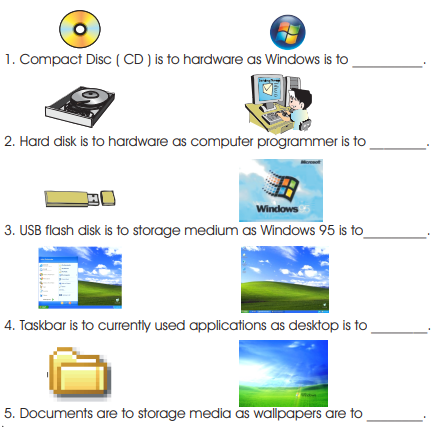 1. Compact Disc ( CD ) is to hardware as Windows is to __________.
2. Hard disk is to hardware as computer programmer is to ________.
Microsoft
Windows
3. USB flash disk is to storage medium as Windows 95 is to_________.
4. Taskbar is to currently used applications as desktop is to ________.
5. Documents are to storage media as wallpapers are to ________.